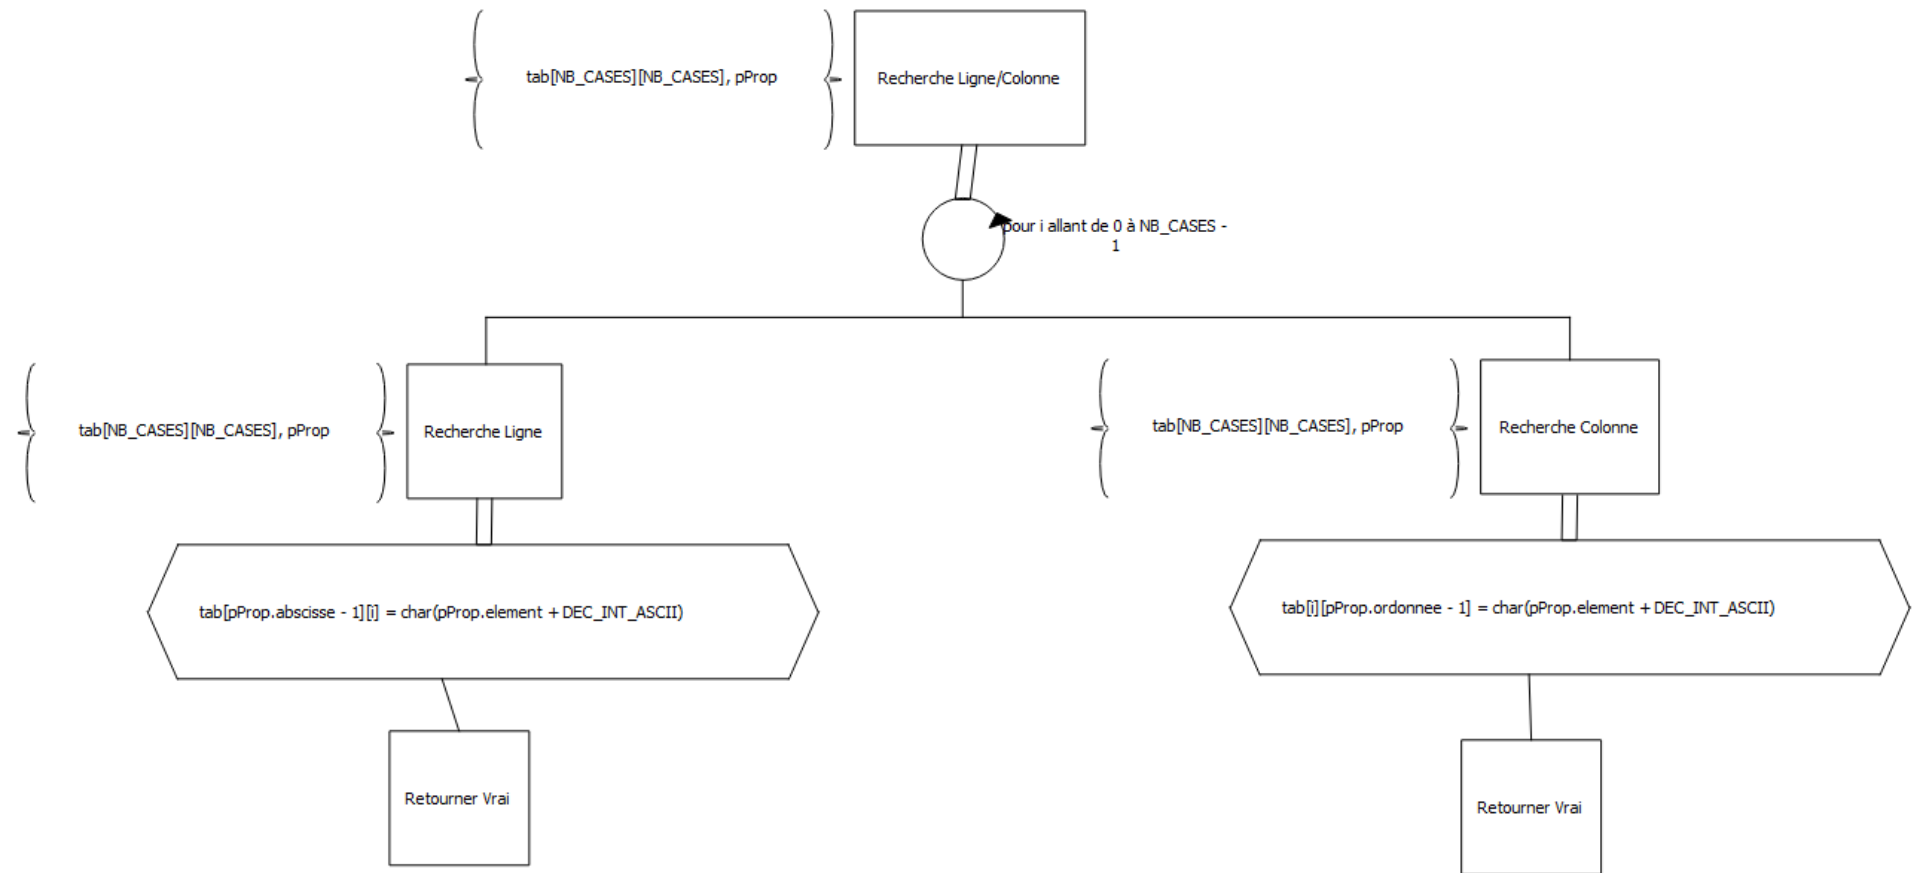 tab[NB_CASES][NB_CASES], pProp
Recherche Ligne/Colonne
pour i allant de 0 à NB_CASES -
1
tab[NB_CASES][NB_CASES], pProp
Recherche Ligne
tab[NB_CASES][NB_CASES], pProp
Recherche Colonne
tab[pProp.abscisse - 1][i] = char(pProp.element + DEC_INT_ASCII)
tab[i][pProp.ordonnee - 1] = char(pProp.element + DEC_INT_ASCII)
Retourner Vrai
Retourner Vrai